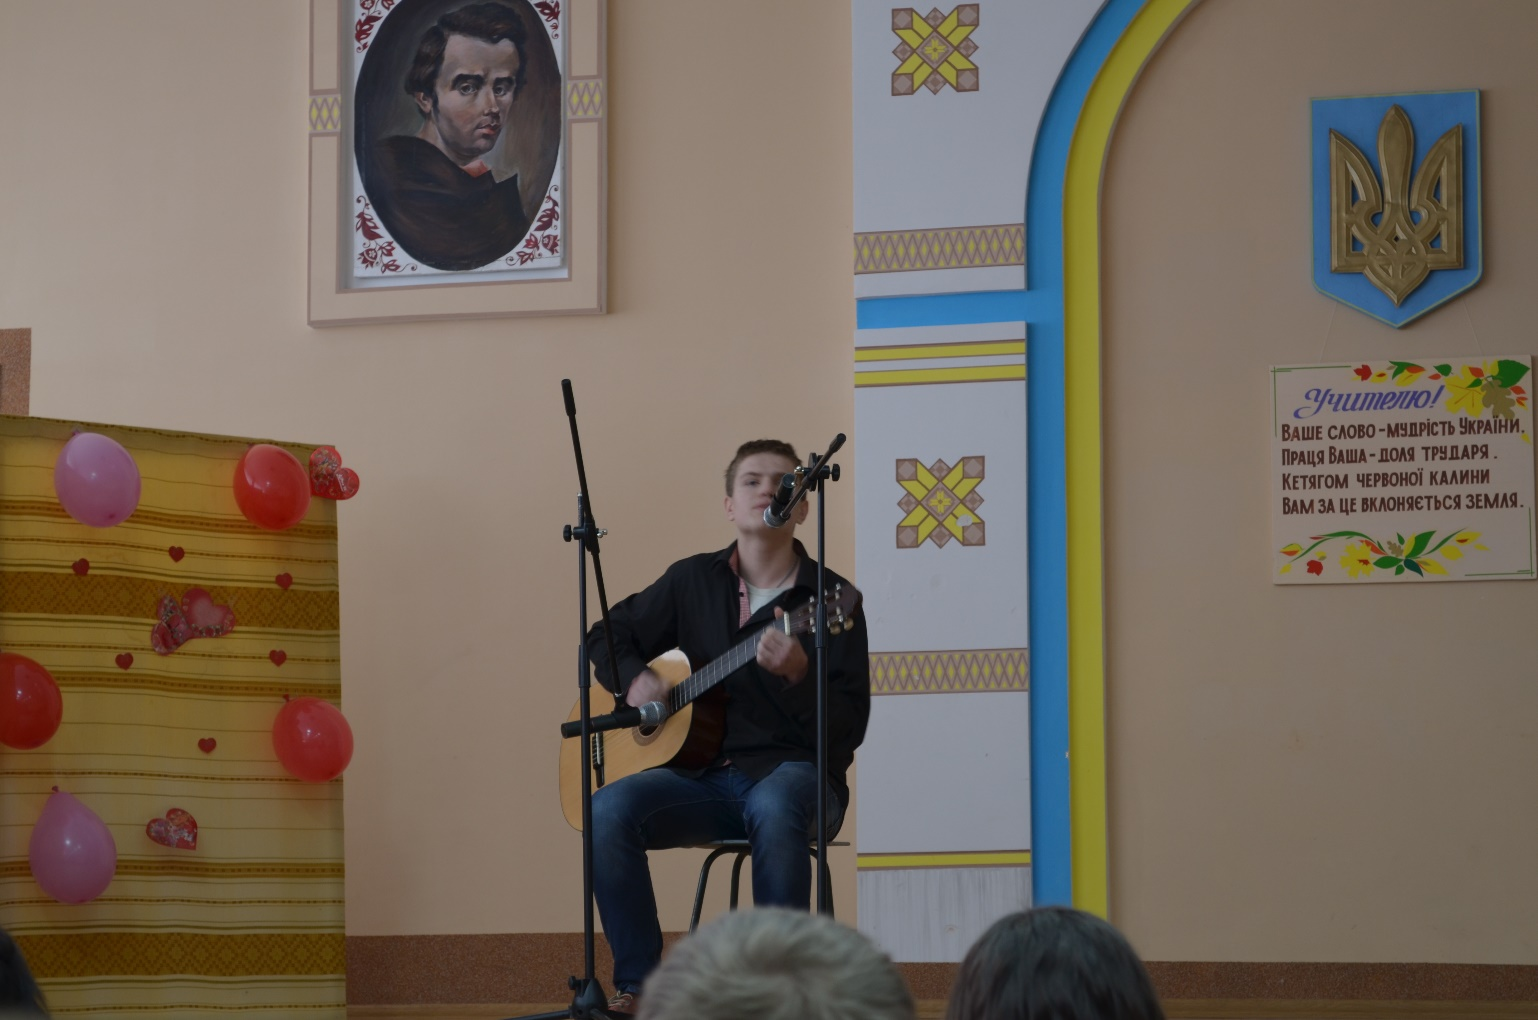 Учителю!
Ваше слово - мудрість України.
Праця Ваша - доля трударя.
Кетягом червоної калини
Вам за це вклоняється земля.